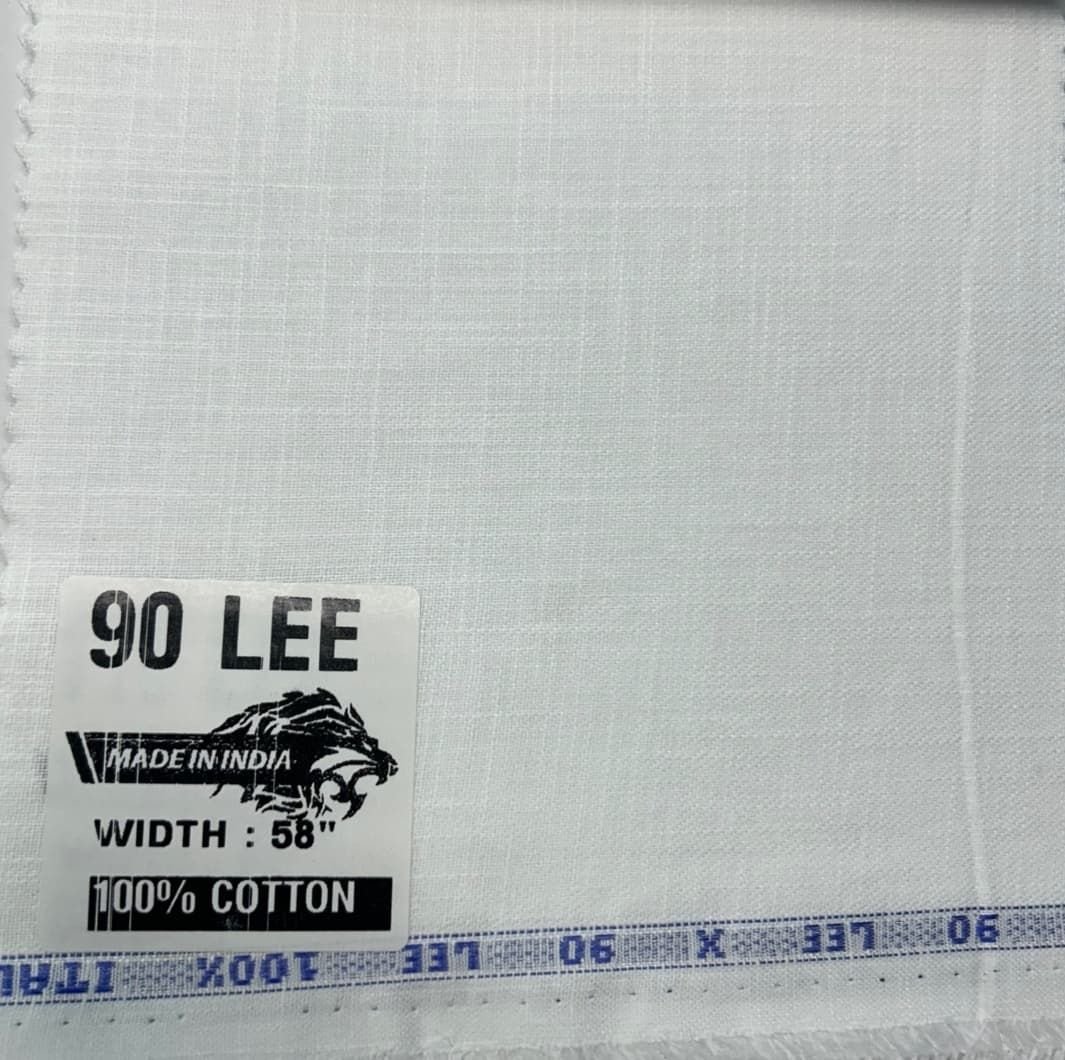 90 LEE
MADE IN INDIA
WIDTH : 58"
100% COTTON
90 LEE X 90 LEE 100%